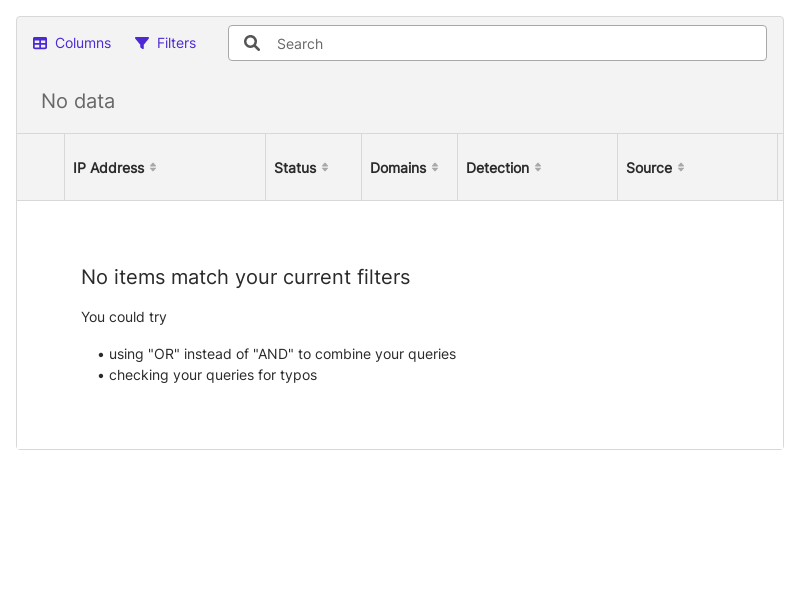 Columns Filters Search
No data
IP Address Status Domains Detection Source
No items match your current filters
You could try
• using "OR" instead of "AND" to combine your queries
• checking your queries for typos